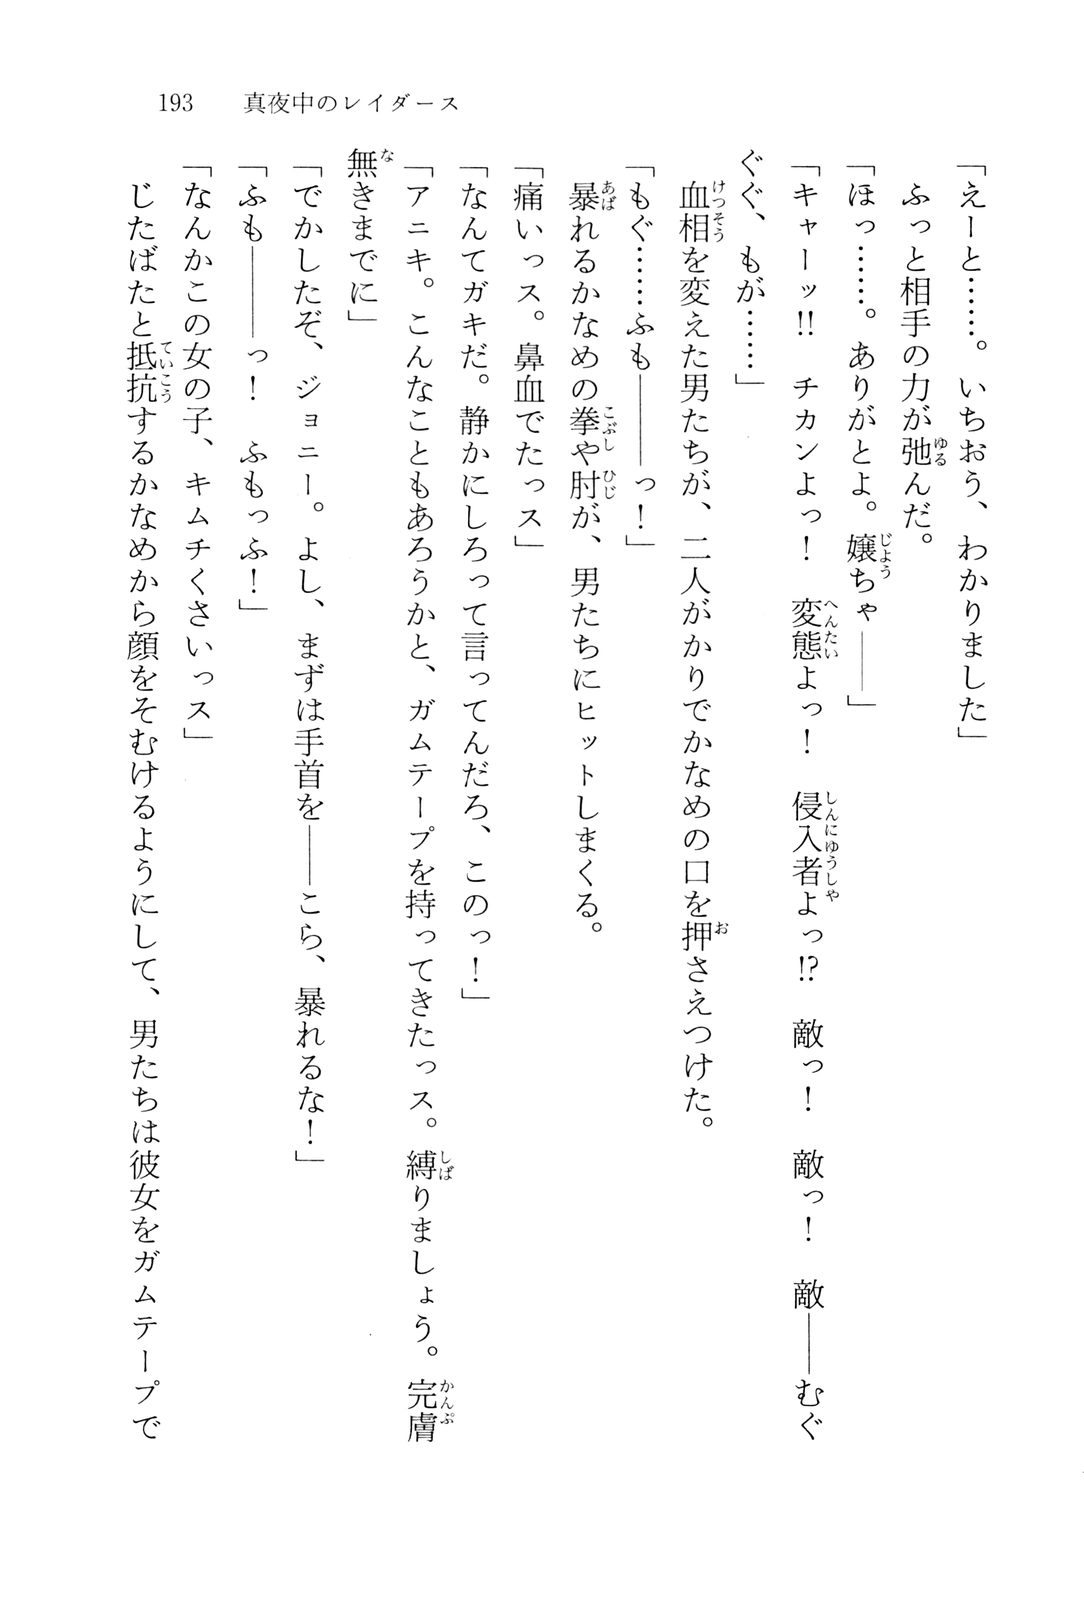 193　真夜中のレイダース
「えーと……。いちおう、わかりました」
　ふっと相手の力が弛んだ。
「ほっ……。ありがとよ。嬢ちゃ――」
「キャーッ!!　チカンよっ！　変態よっ！　侵入者よっ!?　敵っ！　敵っ！　敵――むぐ
ぐぐ、もが……」
　血相を変えた男たちが、二人がかりでかなめの口を押さえつけた。
「もぐ……ふも――――っ！」
　暴れるかなめの拳や肘が、男たちにヒットしまくる。
「痛いっス。鼻血でたっス」
「なんてガキだ。静かにしろって言ってんだろ、このっ！」
「アニキ。こんなこともあろうかと、ガムテープを持ってきたっス。縛りましょう。完膚
無きまでに」
「でかしたぞ、ジョニー。よし、まずは手首を――こら、暴れるな！」
「ふも――――っ！　ふもっふ！」
「なんかこの女の子、キムチくさいっス」
　じたばたと抵抗するかなめから顔をそむけるようにして、男たちは彼女をガムテープで